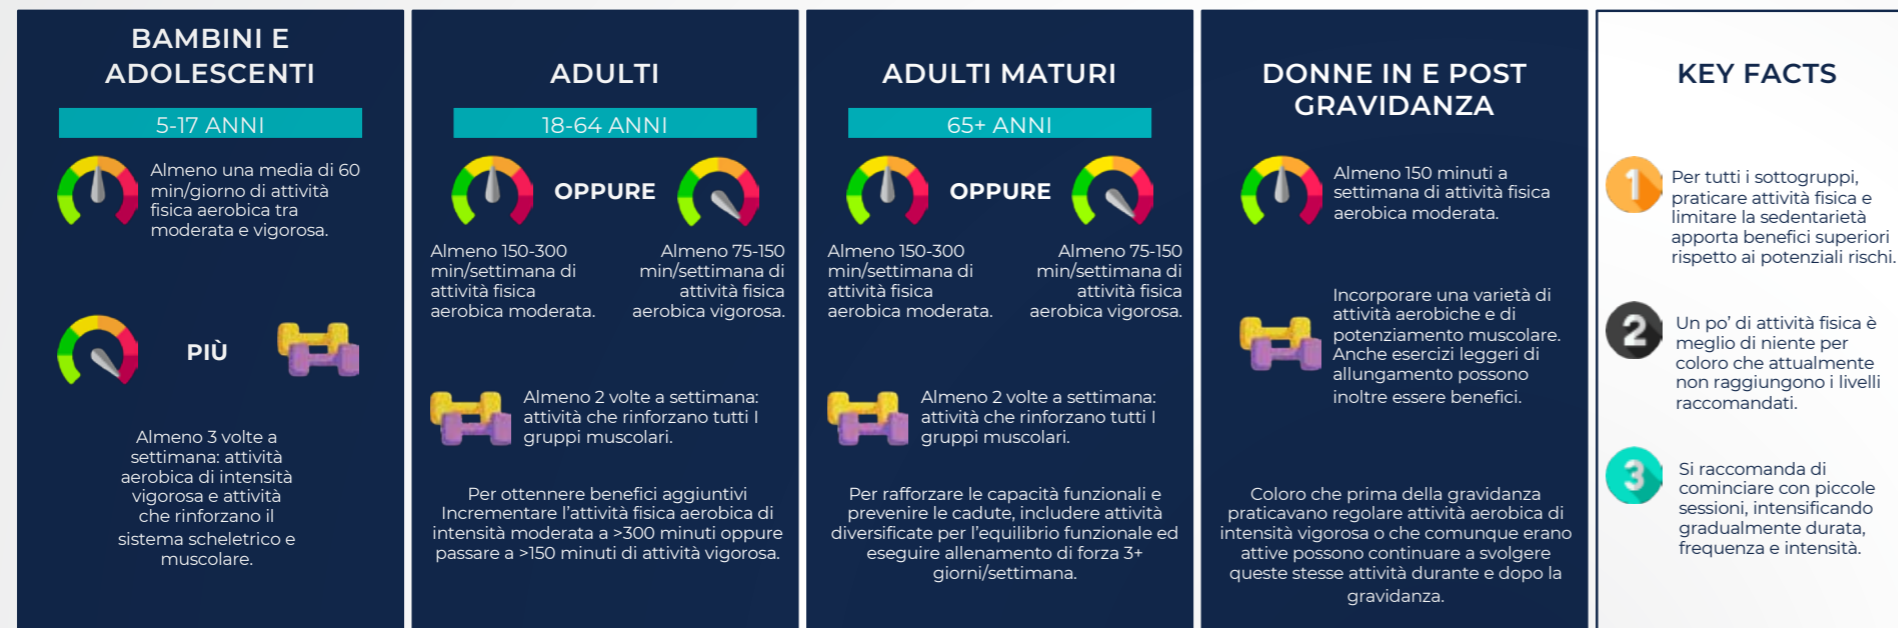 BAMBINI E
ADOLESCENTI
5-17 ANNI
Almeno una media di 60
min/giorno di attività
fisica aerobica tra
moderata e vigorosa.
PIÙ
Almeno 3 volte a
settimana: attività
aerobica di intensità
vigorosa e attività
che rinforzano il
sistema scheletrico e
muscolare.
ADULTI
18-64 ANNI
OPPURE
Almeno 150-300
min/settimana di
attività fisica
aerobica moderata.
Almeno 75-150
min/settimana di
attività fisica
aerobica vigorosa.
Almeno 2 volte a settimana:
attività che rinforzano tutti I
gruppi muscolari.
Per ottennere benefici aggiuntivi
Incrementare l'attività fisica aerobica di
intensità moderata a >300 minuti oppure
passare a >150 minuti di attività vigorosa.
ADULTI MATURI
65+ ANNI
OPPURE
Almeno 150-300
min/settimana di
attività fisica
aerobica moderata.
Almeno 75-150
min/settimana di
attività fisica
aerobica vigorosa.
Almeno 2 volte a settimana:
attività che rinforzano tutti I
gruppi muscolari.
Per rafforzare le capacità funzionali e
prevenire le cadute, includere attività
diversificate per l'equilibrio funzionale ed
eseguire allenamento di forza 3+
giorni/settimana.
DONNE IN E POST
GRAVIDANZA
Almeno 150 minuti a
settimana di attività fisica
aerobica moderata.
Incorporare una varietà di
attività aerobiche e di
potenziamento muscolare.
Anche esercizi leggeri di
allungamento possono
inoltre essere benefici.
Coloro che prima della gravidanza
praticavano regolare attività aerobica di
intensità vigorosa o che comunque erano
attive possono continuare a svolgere
queste stesse attività durante e dopo la
gravidanza.
KEY FACTS
1
Per tutti i sottogruppi,
praticare attività fisica e
limitare la sedentarietà
apporta benefici superiori
rispetto ai potenziali rischi.
2
Un po' di attività fisica è
meglio di niente per
coloro che attualmente
non raggiungono i livelli
raccomandati.
3
Si raccomanda di
cominciare con piccole
sessioni, intensificando
gradualmente durata,
frequenza e intensità.